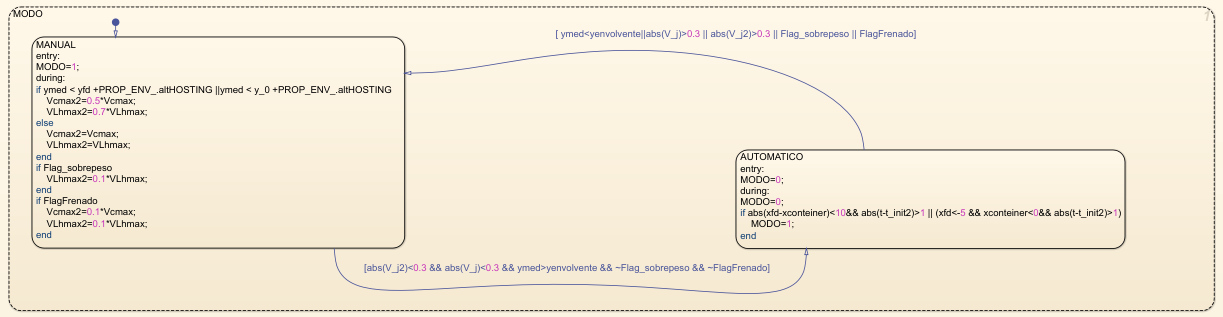 MODO
1
MANUAL
entry:
MODO=1;
during:
if ymed < yfd +PROP_ENV_.altHOSTING ||ymed < y_0 +PROP_ENV_.altHOSTING
Vcmax2=0.5*Vcmax;
VLhmax2=0.7*VLhmax;
else
Vcmax2=Vcmax;
VLhmax2=VLhmax;
end
if Flag_sobrepeso
VLhmax2=0.1*VLhmax;
end
if FlagFrenado
Vcmax2=0.1*Vcmax;
VLhmax2=0.1*VLhmax;
end
[ ymed<yenvolvente||abs(V_j)>0.3 || abs(V_j2)>0.3 || Flag_sobrepeso || FlagFrenado]
AUTOMATICO
entry:
MODO=0;
during:
MODO=0;
if abs(xfd-xconteiner)<10&& abs(t-t_init2)>1 || (xfd<-5 && xconteiner<0&& abs(t-t_init2)>1)
MODO=1;
end
[abs(V_j2)<0.3 && abs(V_j)<0.3 && ymed>yenvolvente && ~Flag_sobrepeso && ~FlagFrenado]